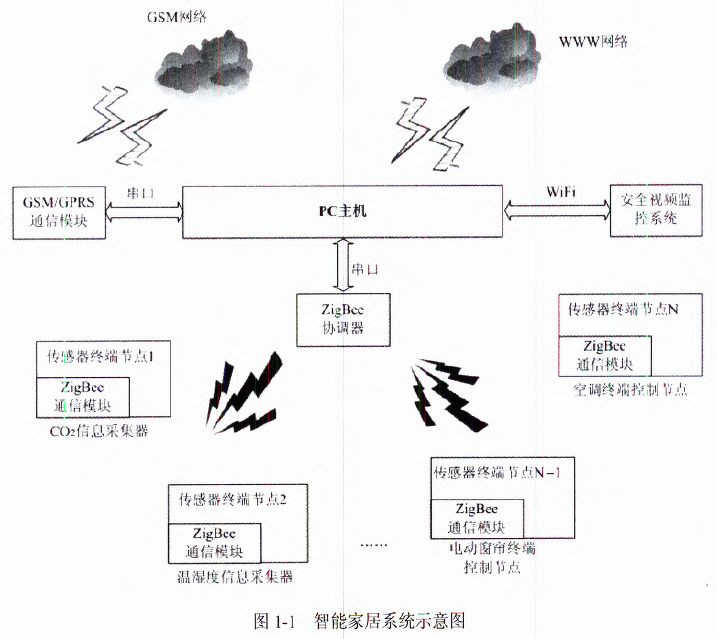 GSM网络
WWW网络
GSM/GPRS
通信模块
串口
PC主机
WiFi
安全视频监
控系统
串口
ZigBee
协调器
传感器终端节点N
ZigBee
通信模块
空调终端控制节点
传感器终端节点1
ZigBee
通信模块
CO₂信息采集器
传感器终端节点2
ZigBee
通信模块
温湿度信息采集器
......
传感器终端节点N-1
ZigBee
通信模块
电动窗帘终端
控制节点
图 1-1 智能家居系统示意图